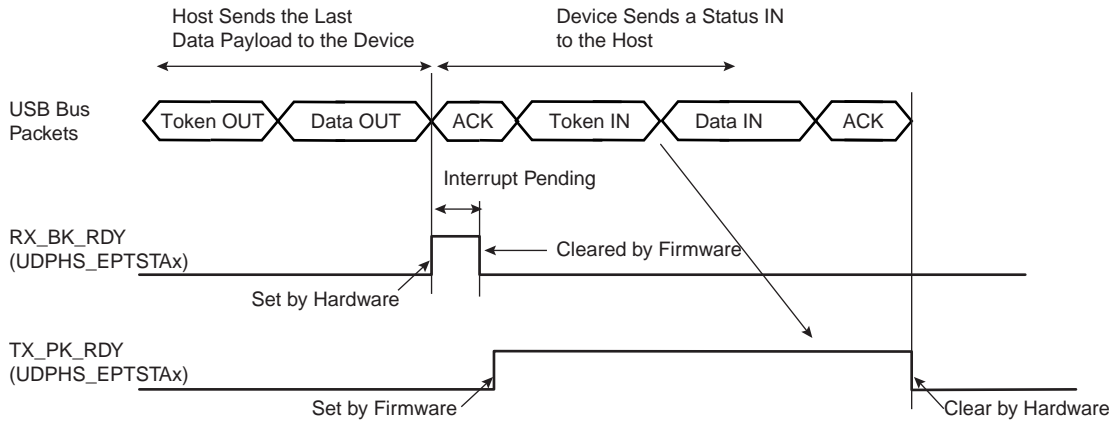 Host Sends the Last
Data Payload to the Device
Device Sends a Status IN
to the Host
USB Bus
Packets
Token OUT
Data OUT
ACK
Token IN
Data IN
ACK
Interrupt Pending
RX_BK_RDY
(UDPHS_EPTSTAx)
Cleared by Firmware
Set by Hardware
TX_PK_RDY
(UDPHS_EPTSTAx)
Set by Firmware
Clear by Hardware